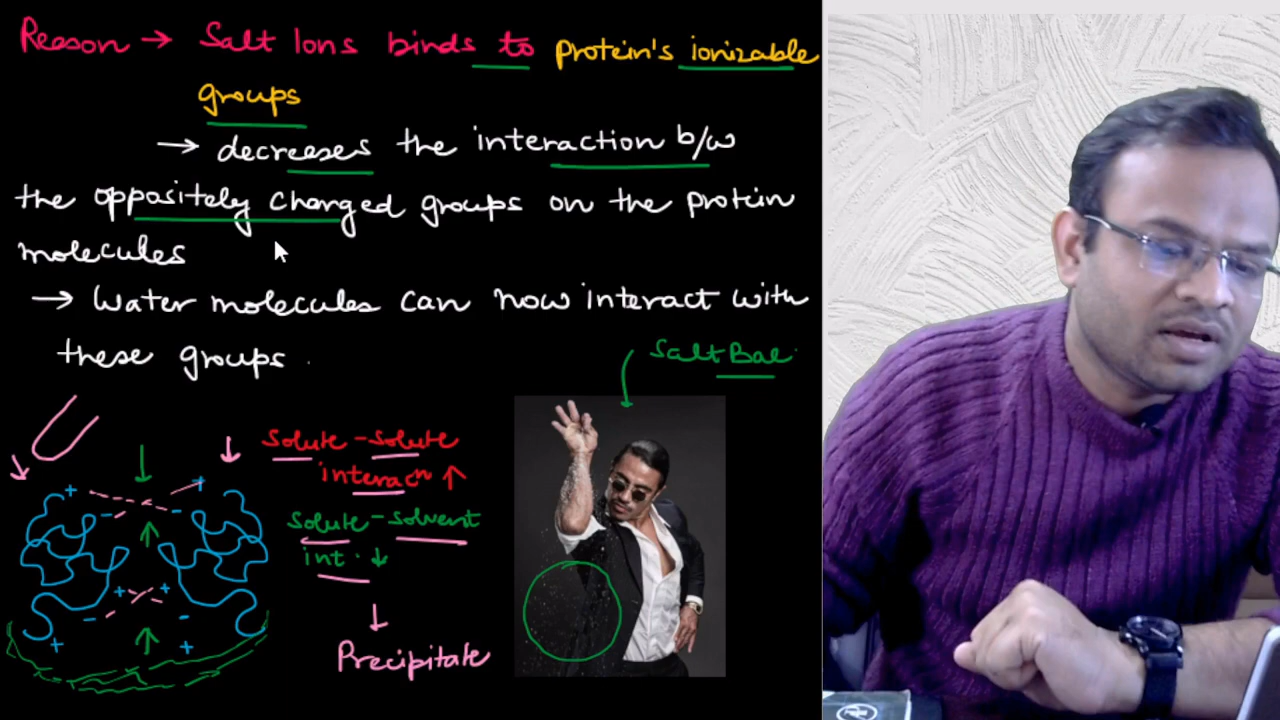 Reason → Salt Ions binds to protein's ionizable
groups
→ decreases the interaction b/w
the oppositely charged groups on the protein
molecules
→ Water molecules can now interact with
these groups.
Salt Bae
Solute - Solute
interacn ↑
Solute - Solvent
int. ↓
↓
Precipitate